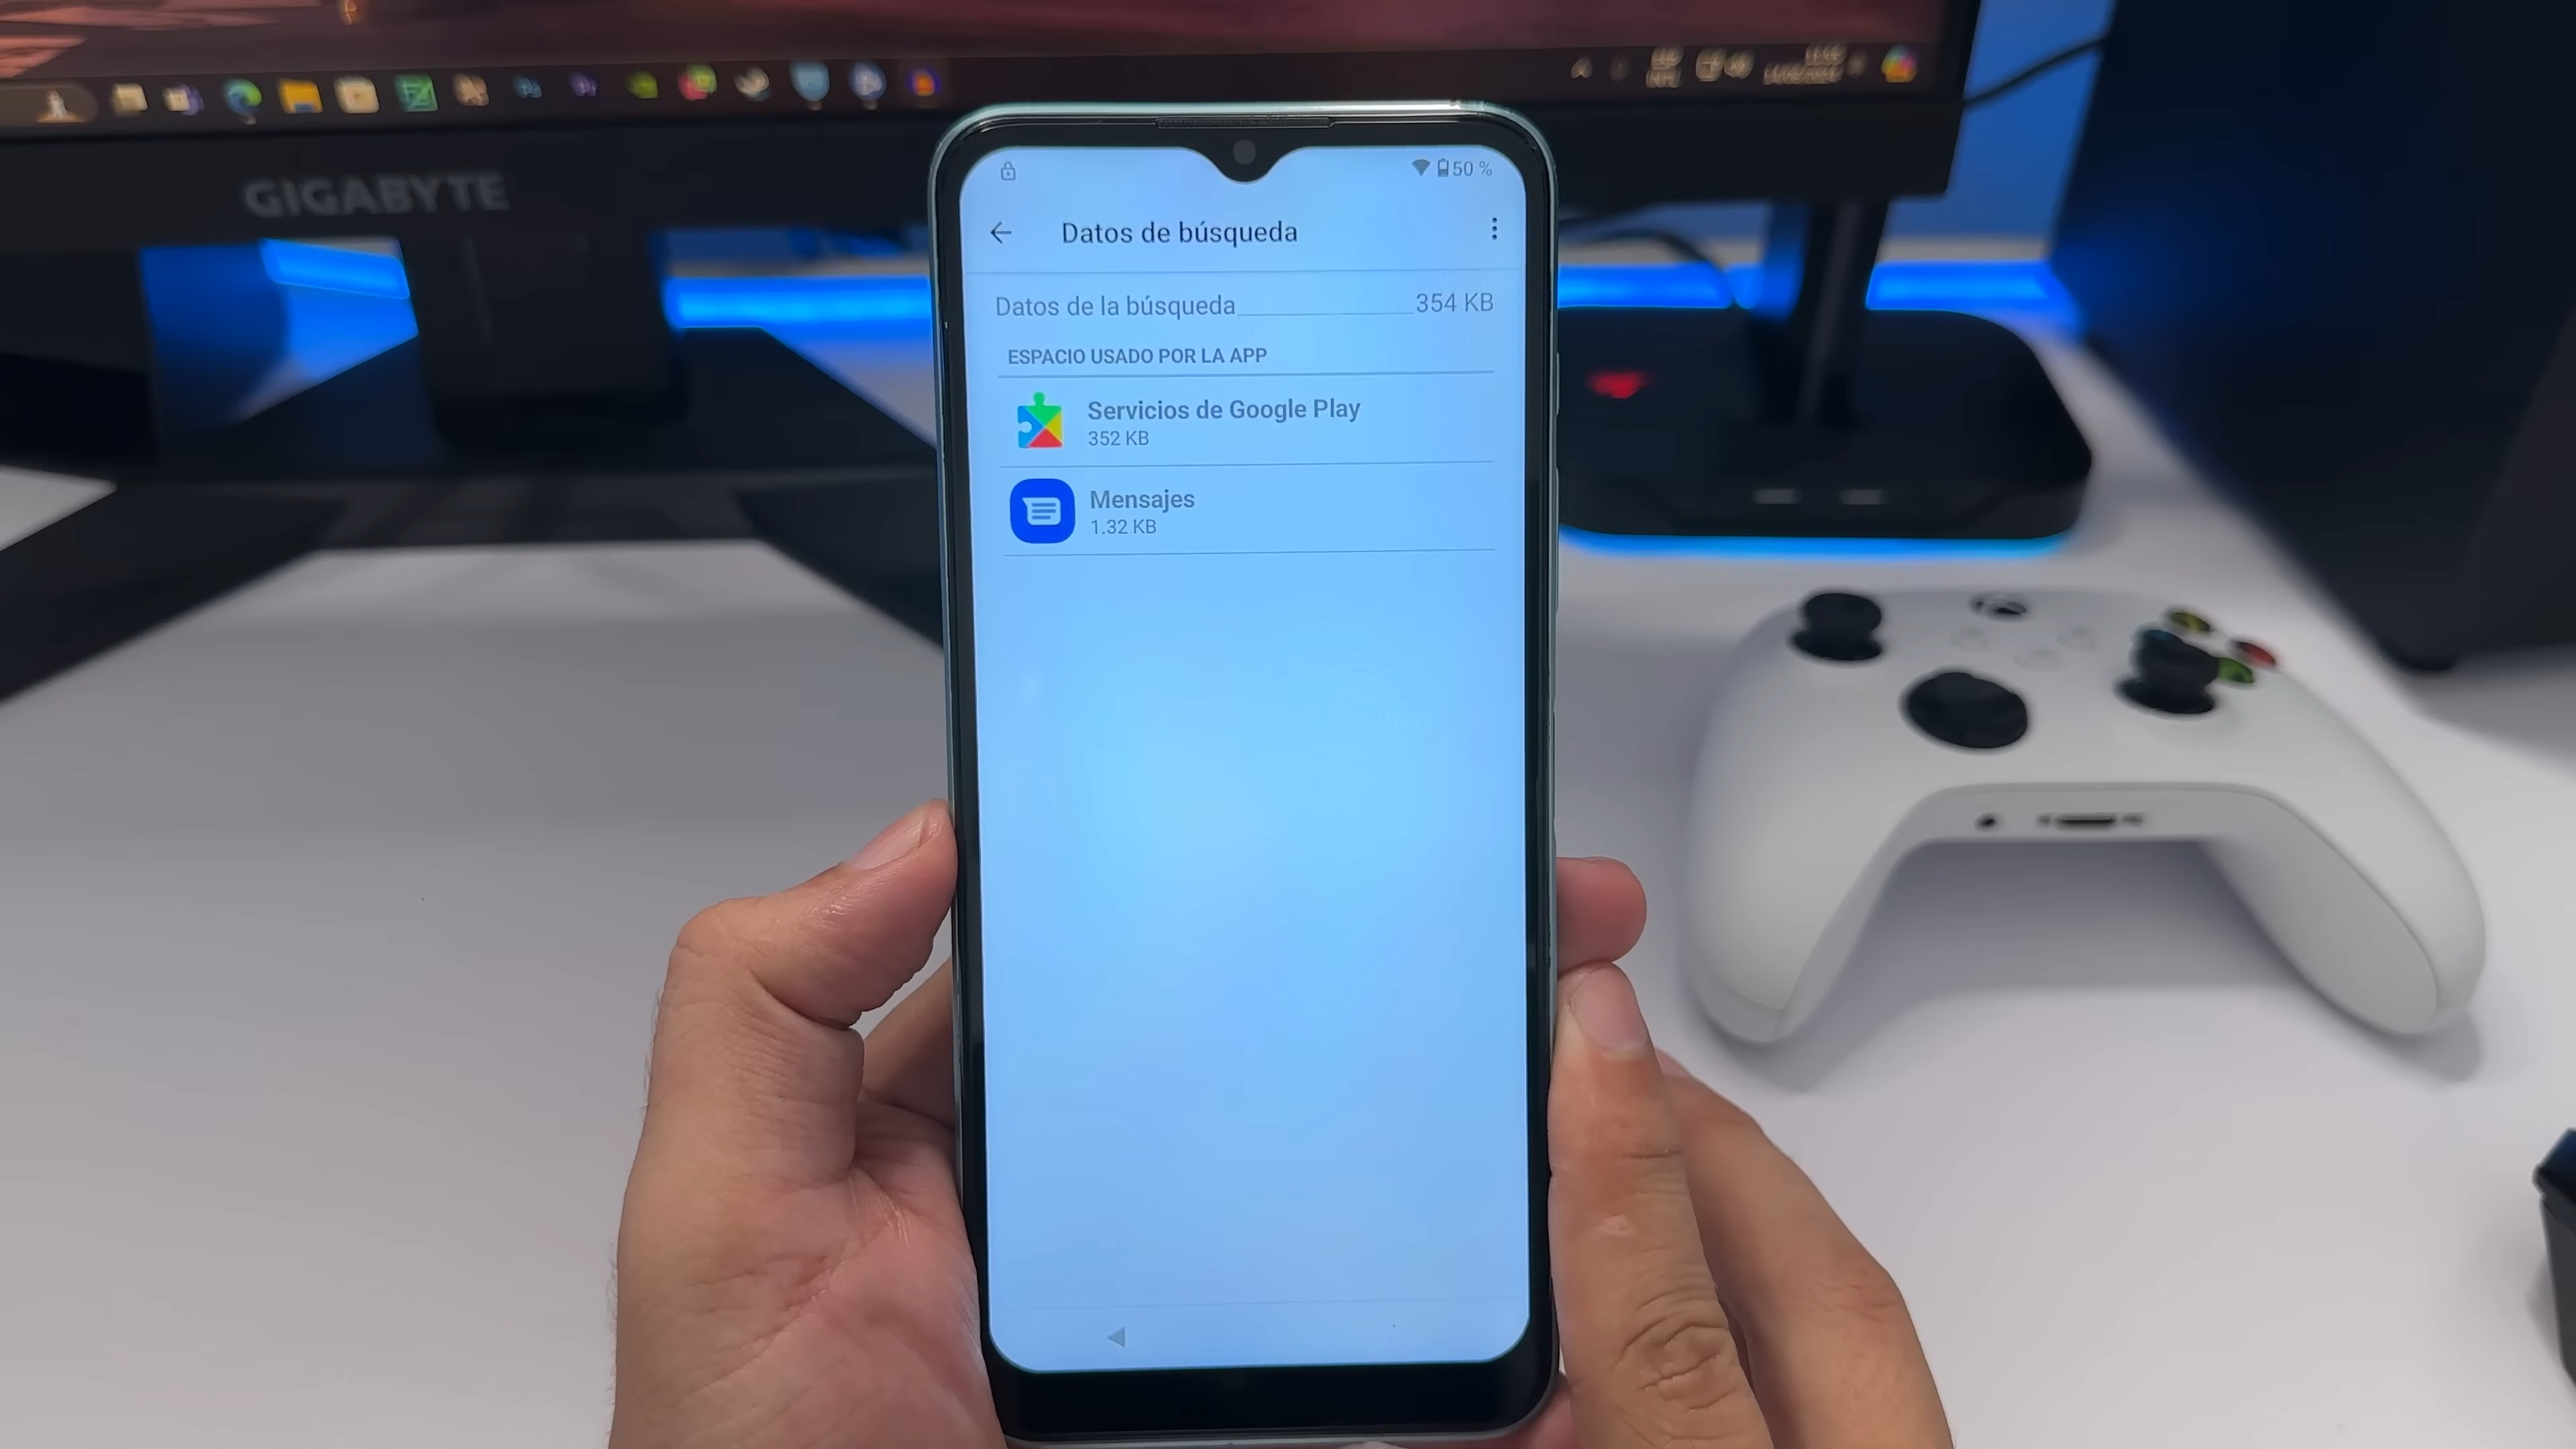 GIGABYTE
50 %
Datos de búsqueda
Datos de la búsqueda 354 KB
ESPACIO USADO POR LA APP
Servicios de Google Play
352 KB
Mensajes
1.32 KB